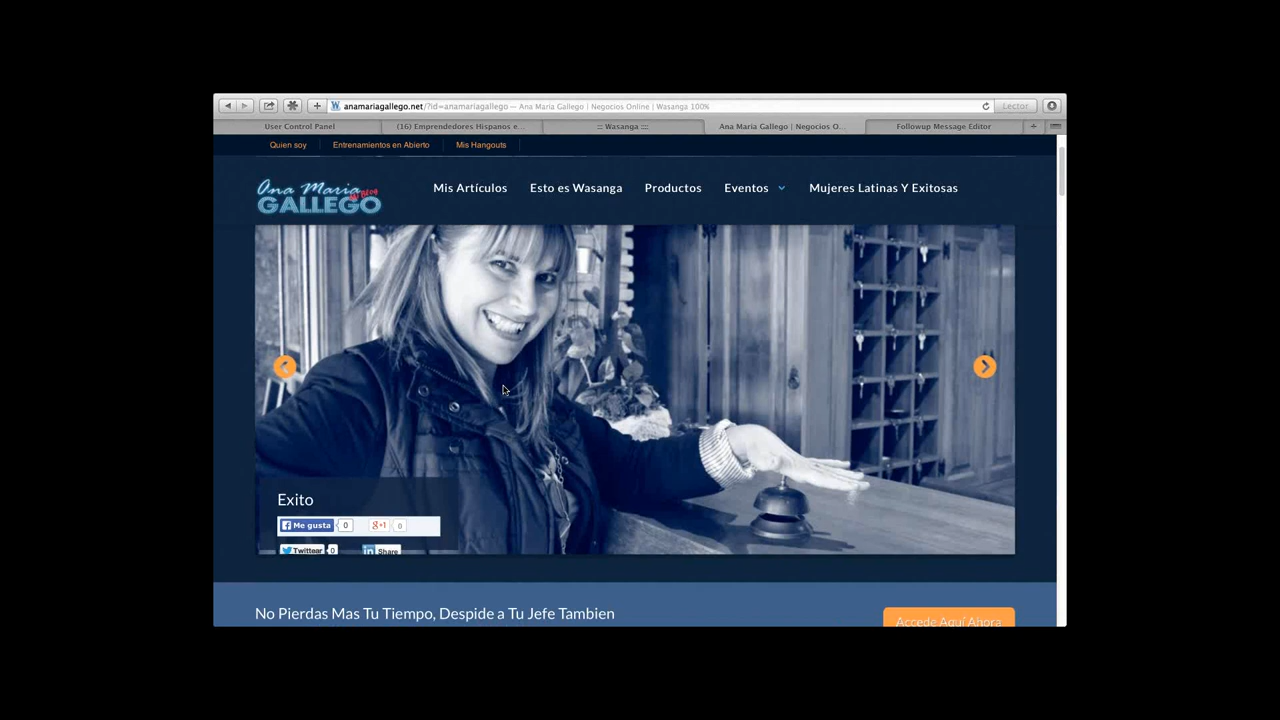 anamariagallego.net/?id=anamariagallego — Ana Maria Gallego | Negocios Online | Wasanga 100%
Lector
User Control Panel
(16) Emprendedores Hispanos e...
::: Wasanga ::::
Ana Maria Gallego | Negocios O...
Followup Message Editor
Quien soy
Entrenamientos en Abierto
Mis Hangouts
Ana Maria
GALLEGO
Mis Artículos
Esto es Wasanga
Productos
Eventos
Mujeres Latinas Y Exitosas
Exito
Me gusta 0
g+1 0
Twittear 0
in Share
No Pierdas Mas Tu Tiempo, Despide a Tu Jefe Tambien
Accede Aquí Ahora